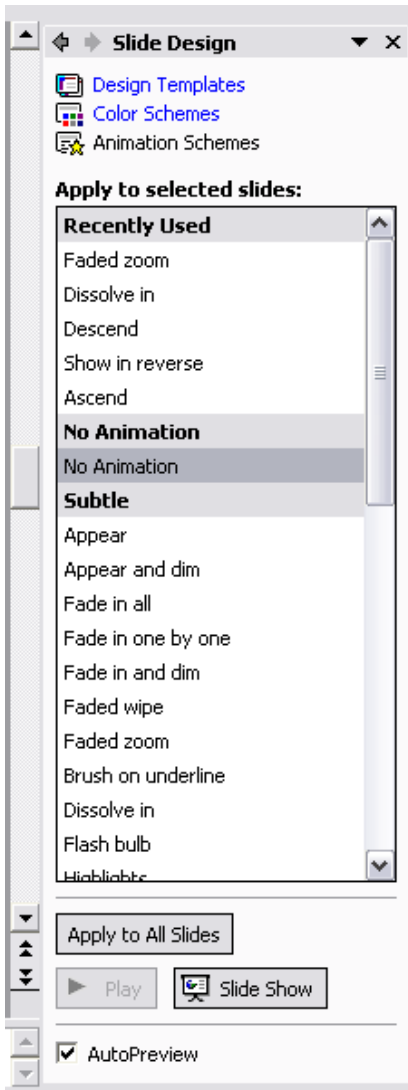 Slide Design
Design Templates
Color Schemes
Animation Schemes
Apply to selected slides:
Recently Used
Faded zoom
Dissolve in
Descend
Show in reverse
Ascend
No Animation
No Animation
Subtle
Appear
Appear and dim
Fade in all
Fade in one by one
Fade in and dim
Faded wipe
Faded zoom
Brush on underline
Dissolve in
Flash bulb
Highlights
Apply to All Slides
Play Slide Show
AutoPreview